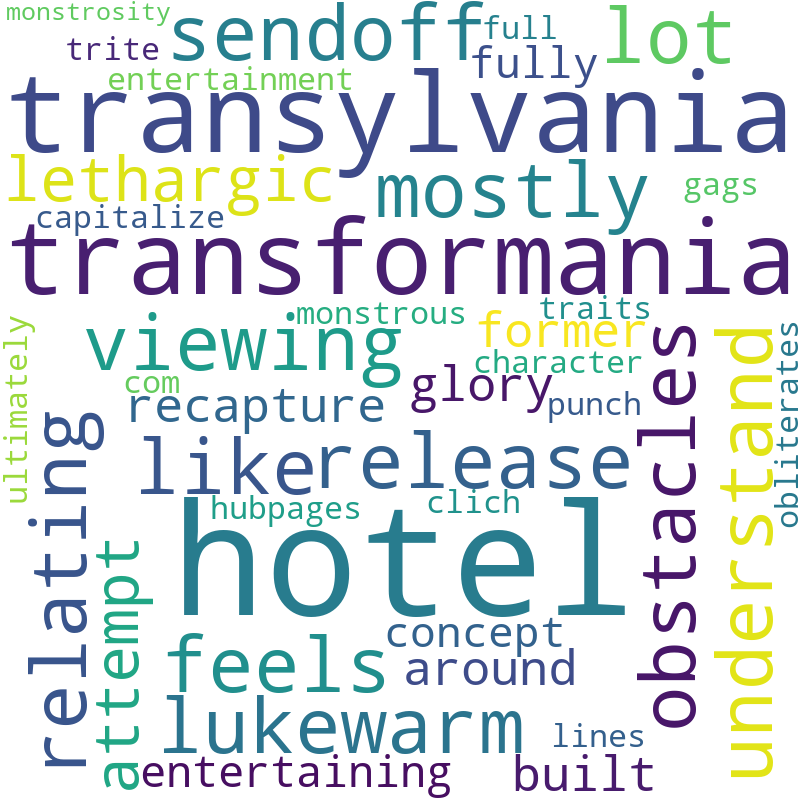 monstrosity
sendoff
full
lot
trite
fully
entertainment
transylvania
lethargic
mostly
gags
capitalize
transformania
monstrous
traits
ultimately
viewing
former
character
obstacles
understand
obliterates
com
recapture
glory
punch
relating
like
release
hubpages
clich
hotel
attempt
feels
concept
around
lukewarm
lines
entertaining
built